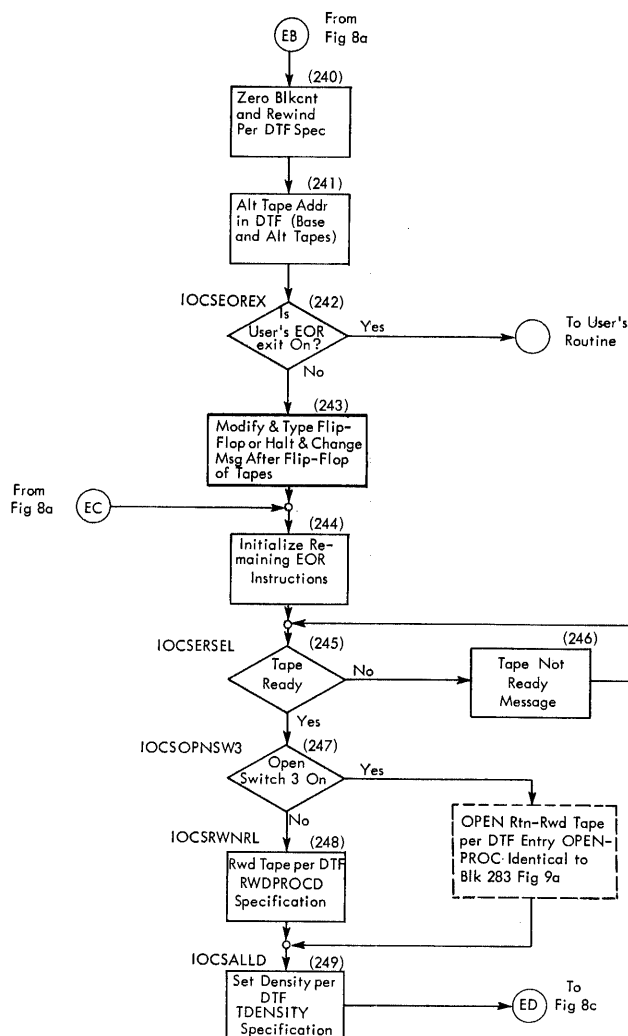 From
Fig 8a
EB
(240)
Zero Blkcnt
and Rewind
Per DTF Spec
(241)
Alt Tape Addr
in DTF (Base
and Alt Tapes)
IOCSEOREX
(242)
Is
User's EOR
exit On?
Yes
To User's
Routine
No
(243)
Modify & Type Flip-
Flop or Halt & Change
Msg After Flip-Flop
of Tapes
From
Fig 8a
EC
(244)
Initialize Re-
maining EOR
Instructions
IOCSERSEL
(245)
Tape
Ready
No
(246)
Tape Not
Ready
Message
Yes
IOCSOPNSW3
(247)
Open
Switch 3 On
Yes
OPEN Rtn-Rwd Tape
per DTF Entry OPEN-
PROC Identical to
Blk 283 Fig 9a
No
IOCSRWNRL
(248)
Rwd Tape per DTF
RWDPROCD
Specification
IOCSALLD
(249)
Set Density per
DTF
TDENSITY
Specification
To
Fig 8c
ED